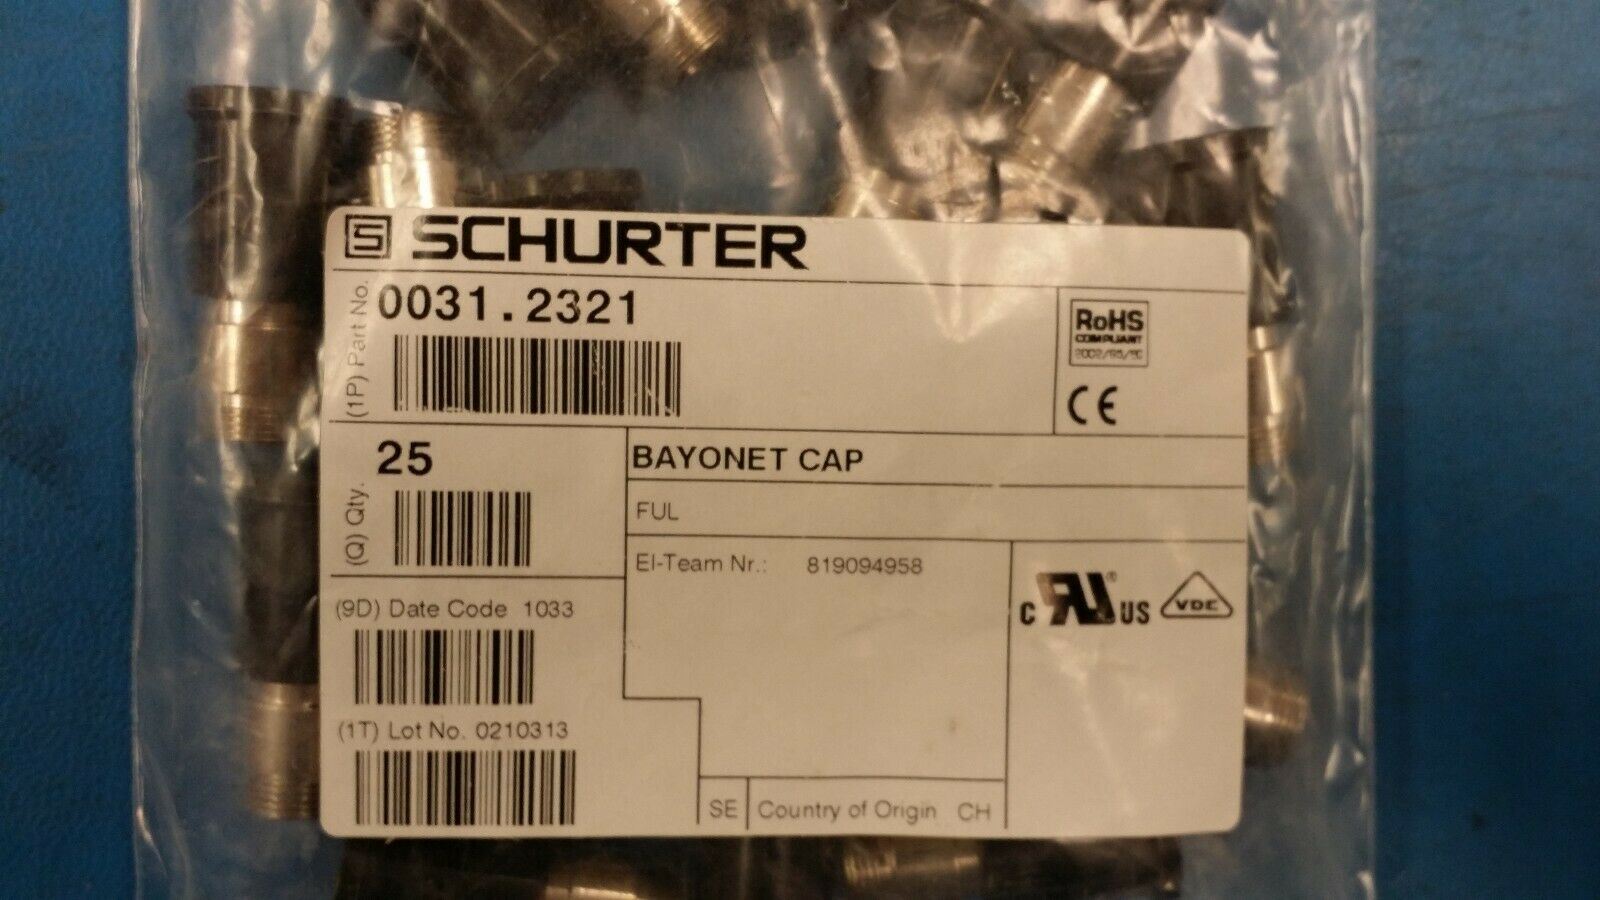 S SCHURTER
(1P) Part No. 0031.2321
RoHS
COMPLIANT
2002/95/EC
CE
(Q) Qty. 25
BAYONET CAP
FUL
El-Team Nr.: 819094958
(9D) Date Code 1033
c RU® US VDE
(1T) Lot No. 0210313
SE Country of Origin CH